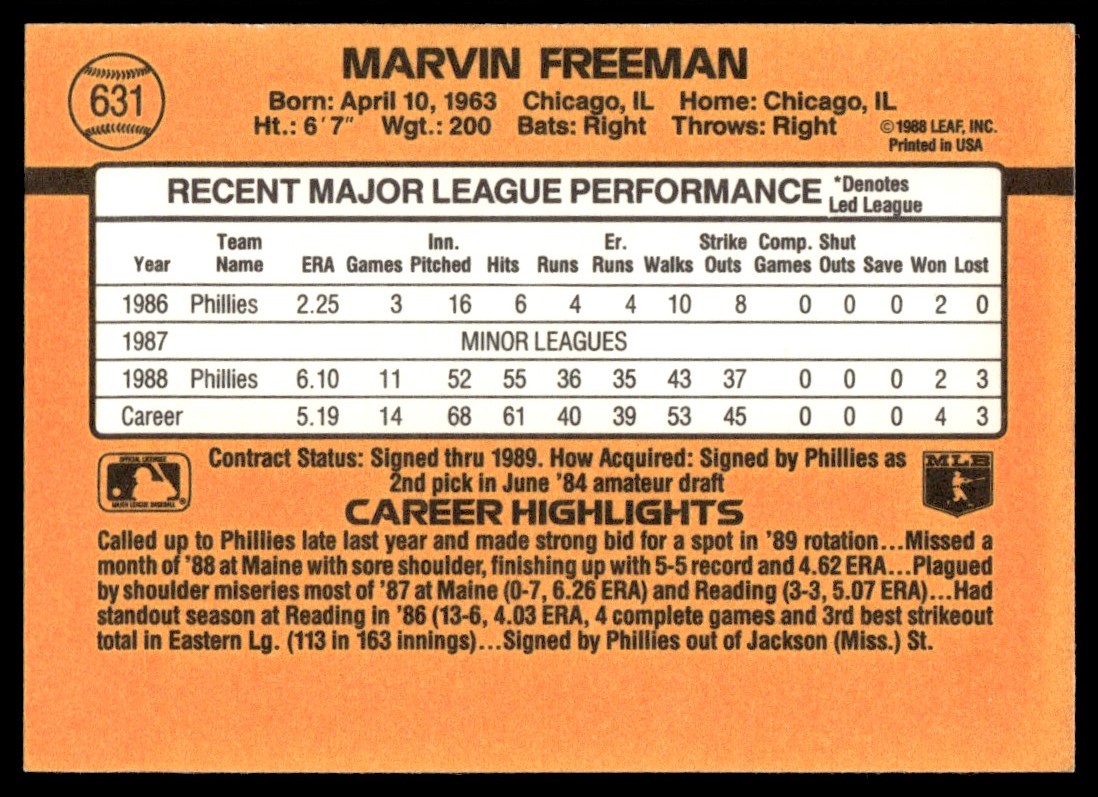 631
MARVIN FREEMAN
Born: April 10, 1963 Chicago, IL Home: Chicago, IL
Ht.: 6'7" Wgt.: 200 Bats: Right Throws: Right
©1988 LEAF, INC.
Printed in USA
RECENT MAJOR LEAGUE PERFORMANCE *Denotes Led League
Year Team Name ERA Games Inn. Pitched Hits Runs Er. Runs Walks Strike Outs Comp. Games Shut Outs Save Won Lost
1986 Phillies 2.25 3 16 6 4 4 10 8 0 0 0 2 0
1987 MINOR LEAGUES
1988 Phillies 6.10 11 52 55 36 35 43 37 0 0 0 2 3
Career 5.19 14 68 61 40 39 53 45 0 0 0 4 3
OFFICIAL LICENSEE
MAJOR LEAGUE BASEBALL
®
Contract Status: Signed thru 1989. How Acquired: Signed by Phillies as
2nd pick in June '84 amateur draft
MLB
CAREER HIGHLIGHTS
Called up to Phillies late last year and made strong bid for a spot in '89 rotation...Missed a
month of '88 at Maine with sore shoulder, finishing up with 5-5 record and 4.62 ERA...Plagued
by shoulder miseries most of '87 at Maine (0-7, 6.26 ERA) and Reading (3-3, 5.07 ERA)...Had
standout season at Reading in '86 (13-6, 4.03 ERA, 4 complete games and 3rd best strikeout
total in Eastern Lg. (113 in 163 innings)...Signed by Phillies out of Jackson (Miss.) St.